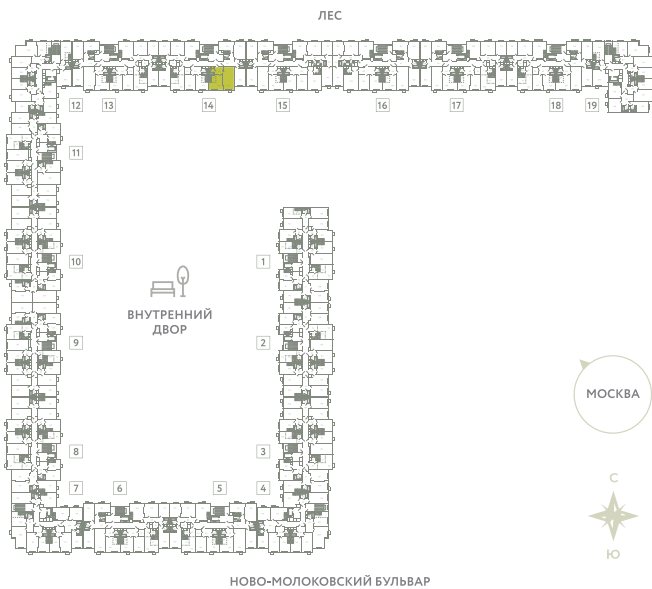 ЛЕС
12 13 14 15 16 17 18 19
11
10 1
ВНУТРЕННИЙ
ДВОР
9 2
МОСКВА
8 3
7 6 5 4
С
Ю
НОВО-МОЛОКОВСКИЙ БУЛЬВАР